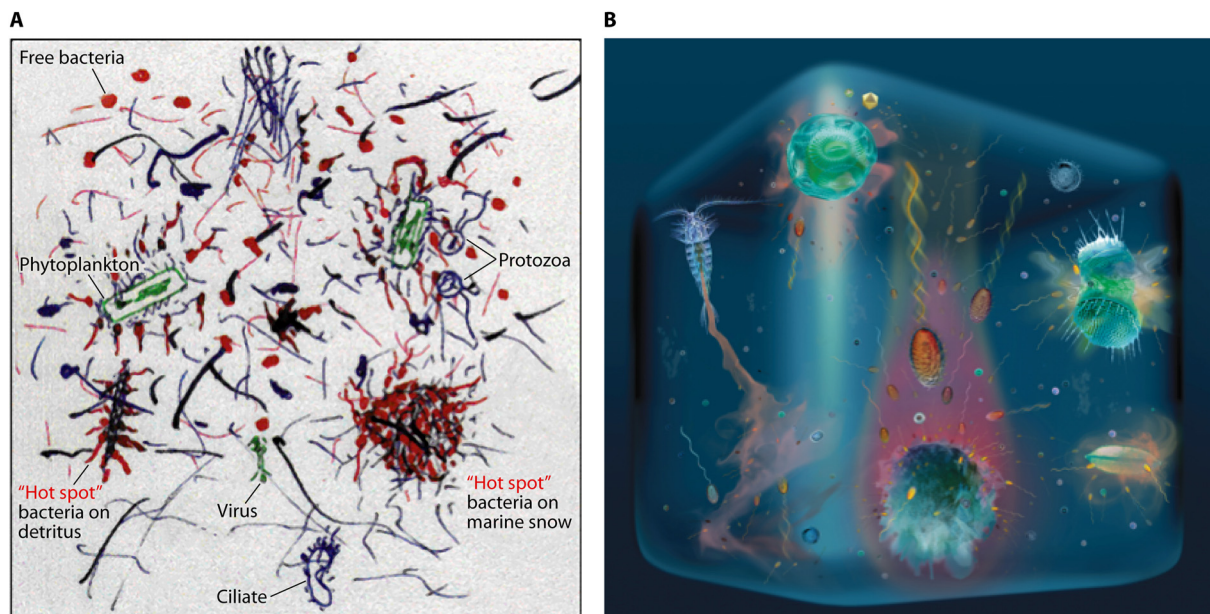 A
B
Free bacteria
Phytoplankton
Protozoa
"Hot spot"
bacteria on
detritus
Virus
"Hot spot"
bacteria on
marine snow
Ciliate